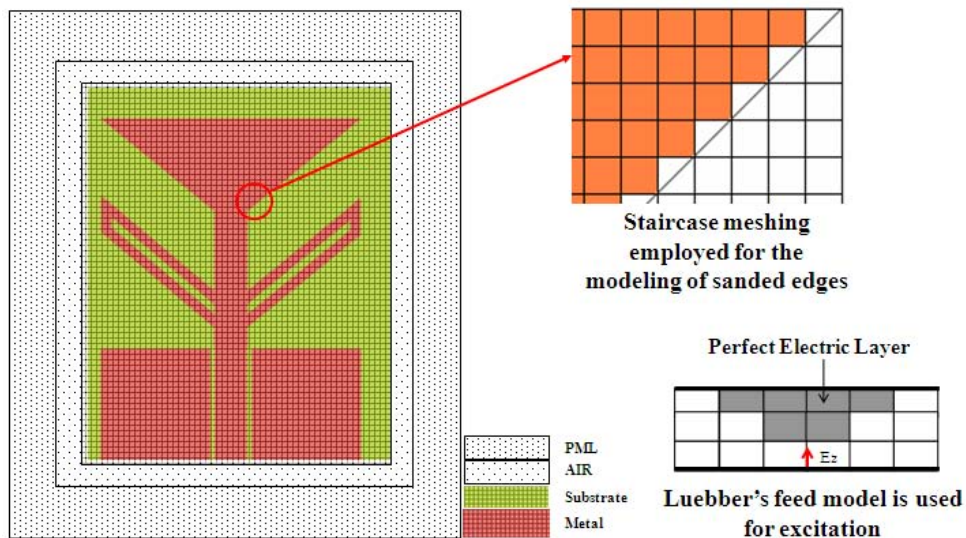 Staircase meshing
employed for the
modeling of sanded edges
Perfect Electric Layer
Ez
Luebber's feed model is used
for excitation
PML
AIR
Substrate
Metal